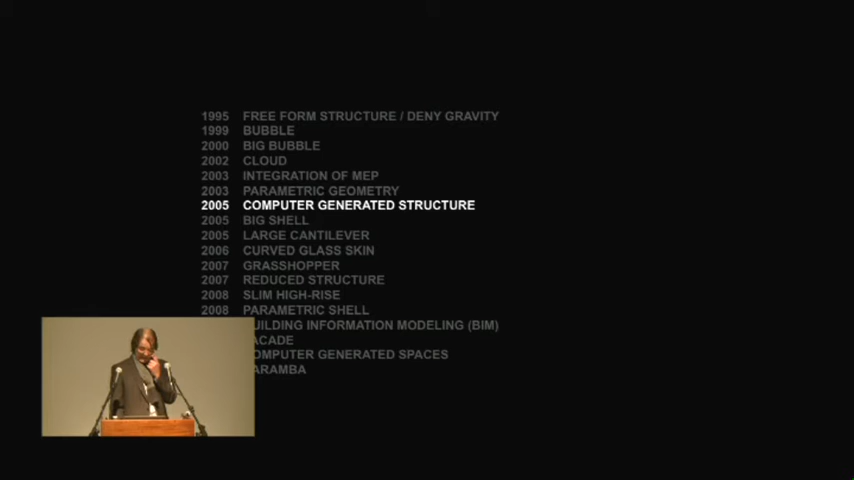 1995 FREE FORM STRUCTURE / DENY GRAVITY
1999 BUBBLE
2000 BIG BUBBLE
2002 CLOUD
2003 INTEGRATION OF MEP
2003 PARAMETRIC GEOMETRY
2005 COMPUTER GENERATED STRUCTURE
2005 BIG SHELL
2005 LARGE CANTILEVER
2006 CURVED GLASS SKIN
2007 GRASSHOPPER
2007 REDUCED STRUCTURE
2008 SLIM HIGH-RISE
2008 PARAMETRIC SHELL
UILDING INFORMATION MODELING (BIM)
ACADE
OMPUTER GENERATED SPACES
ARAMBA